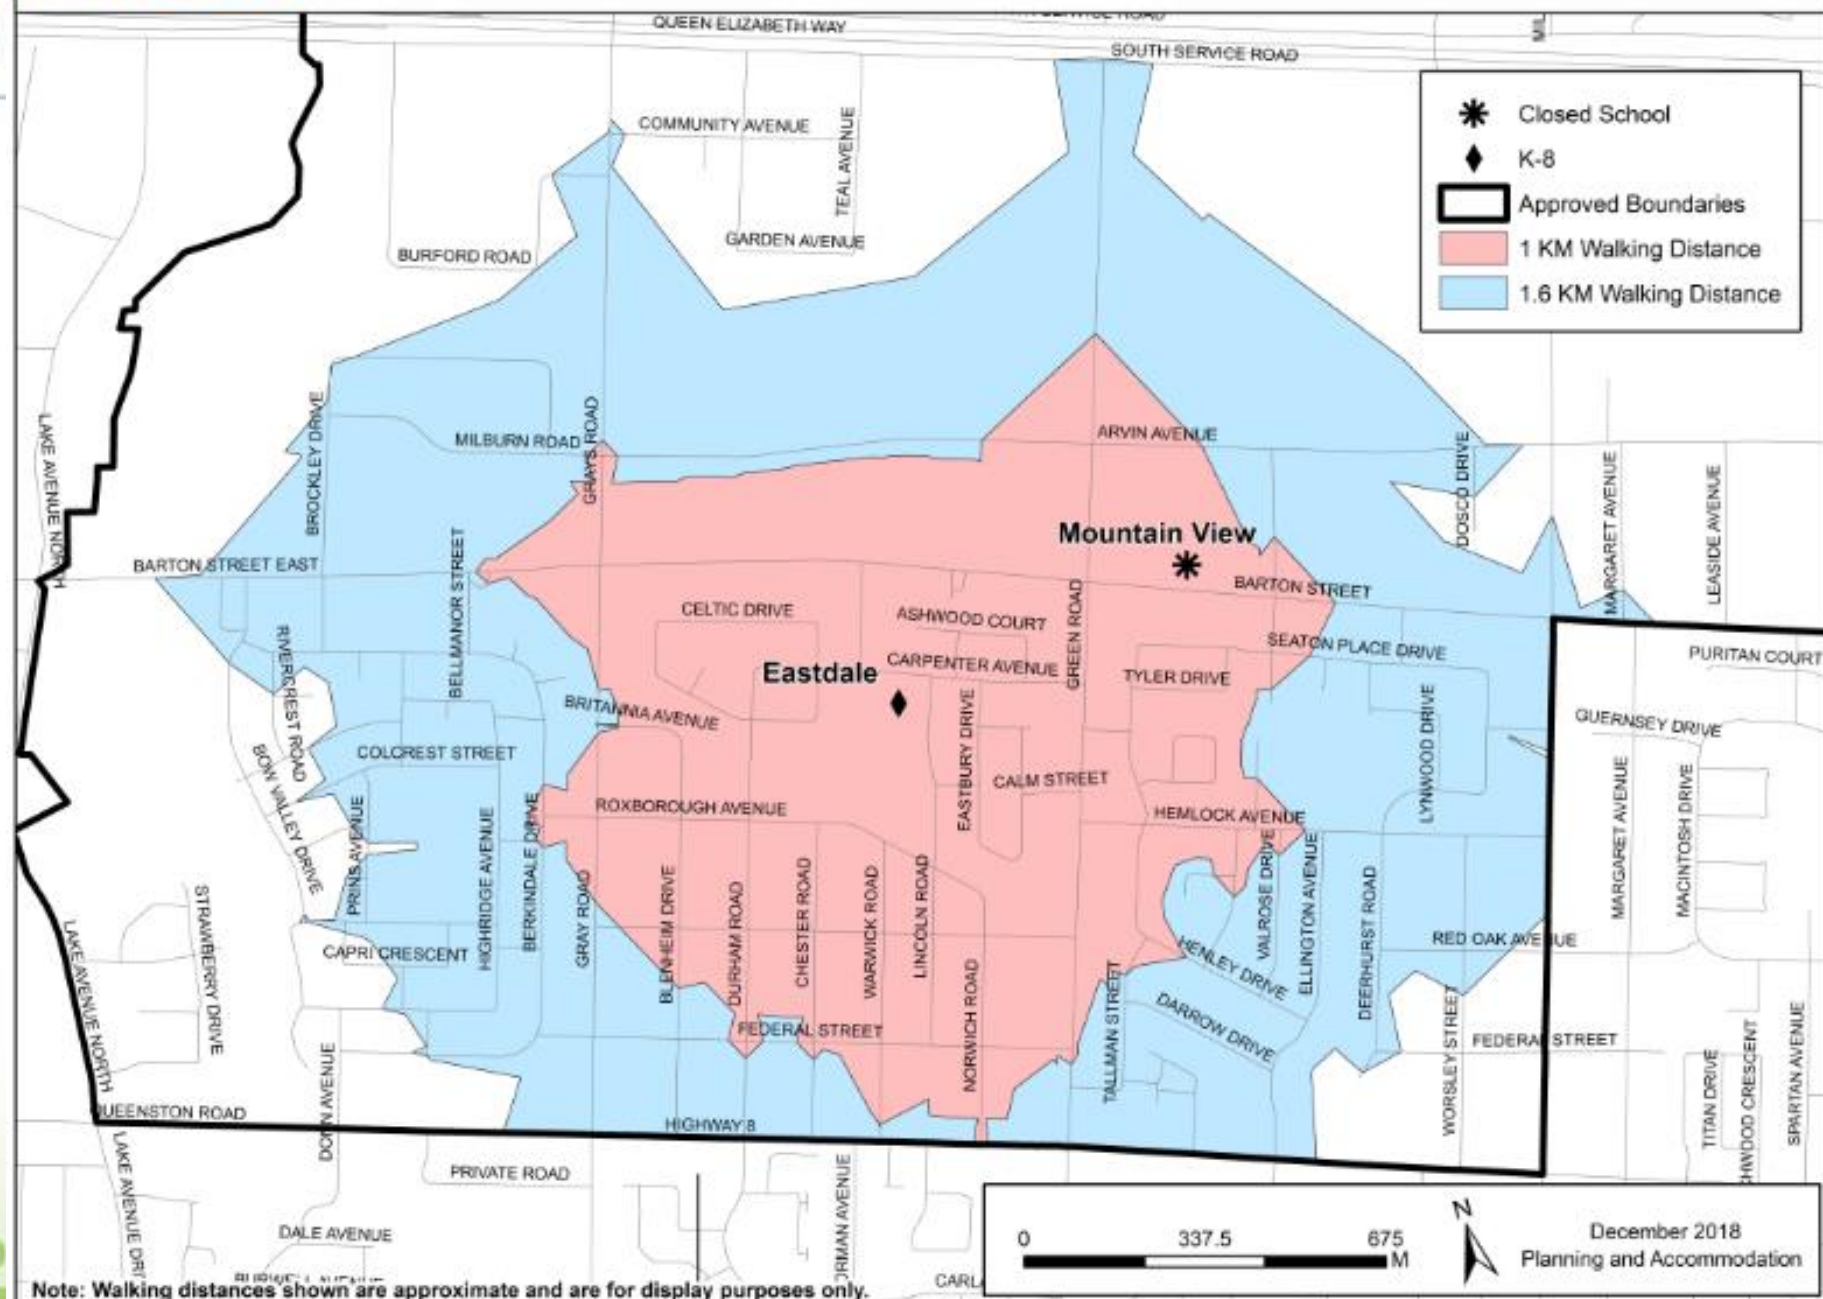 QUEEN ELIZABETH WAY
SOUTH SERVICE ROAD
Closed School
K-8
Approved Boundaries
1 KM Walking Distance
1.6 KM Walking Distance
COMMUNITY AVENUE
TEAL AVENUE
GARDEN AVENUE
BURFORD ROAD
LAKE AVENUE NORTH
BROCKLEY DRIVE
MILBURN ROAD
GRAYS ROAD
ARVIN AVENUE
DOSCO DRIVE
MARGARET AVENUE
LEASIDE AVENUE
Mountain View
BARTON STREET EAST
BELLMANOR STREET
BARTON STREET
CELTIC DRIVE
ASHWOOD COURT
GREEN ROAD
SEATON PLACE DRIVE
PURITAN COURT
RIVERCREST ROAD
Eastdale
CARPENTER AVENUE
TYLER DRIVE
BRITANNIA AVENUE
EASTBURY DRIVE
LYNWOOD DRIVE
GUERNSEY DRIVE
COLCREST STREET
BOW VALLEY DRIVE
CALM STREET
MARGARET AVENUE
MACINTOSH DRIVE
PRINS AVENUE
HIGHRIDGE AVENUE
BERKINDALE DRIVE
ROXBOROUGH AVENUE
HEMLOCK AVENUE
STRAWBERRY DRIVE
GRAY ROAD
BLENHEIM DRIVE
DURHAM ROAD
CHESTER ROAD
WARWICK ROAD
LINCOLN ROAD
VALROSE DRIVE
ELLINGTON AVENUE
DEERHURST ROAD
RED OAK AVENUE
CAPRI CRESCENT
LAKE AVENUE NORTH
NORWICH ROAD
HENLEY DRIVE
TALLMAN STREET
DARROW DRIVE
WORSLEY STREET
FEDERAL STREET
FEDERAL STREET
DONN AVENUE
TITAN DRIVE
SPARTAN AVENUE
QUEENSTON ROAD
HIGHWAY 8
PRIVATE ROAD
DALE AVENUE
0 337.5 675
M
N
December 2018
Planning and Accommodation
Note: Walking distances shown are approximate and are for display purposes only.